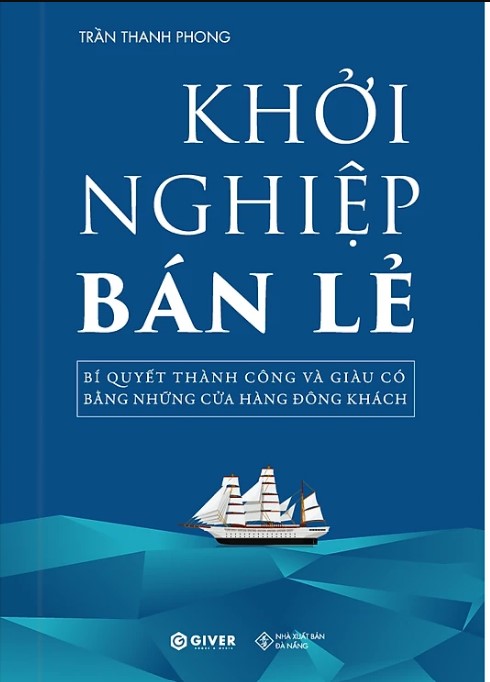 TRẦN THANH PHONG
KHỞI
NGHIỆP
BÁN LẺ
BÍ QUYẾT THÀNH CÔNG VÀ GIÀU CÓ
BẰNG NHỮNG CỬA HÀNG ĐÔNG KHÁCH
GIVER
NHÀ XUẤT BẢN
ĐÀ NẴNG